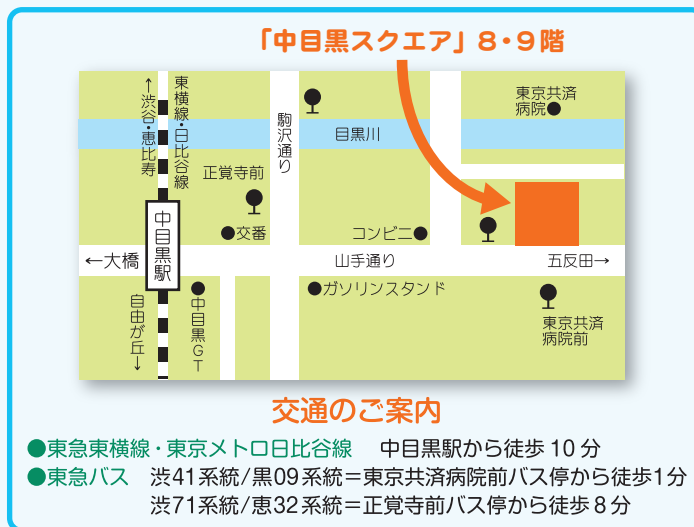 「中目黒スクエア」8・9階
←渋谷・恵比寿
東横線・日比谷線
駒沢通り
東京共済
病院●
目黒川
正覚寺前
●交番
コンビニ●
中目黒駅
←大橋
山手通り
五反田→
自由が丘→
●中目黒GT
●ガソリンスタンド
東京共済
病院前
交通のご案内
●東急東横線・東京メトロ日比谷線 中目黒駅から徒歩10分
●東急バス 渋41系統/黒09系統=東京共済病院前バス停から徒歩1分
渋71系統/恵32系統=正覚寺前バス停から徒歩8分